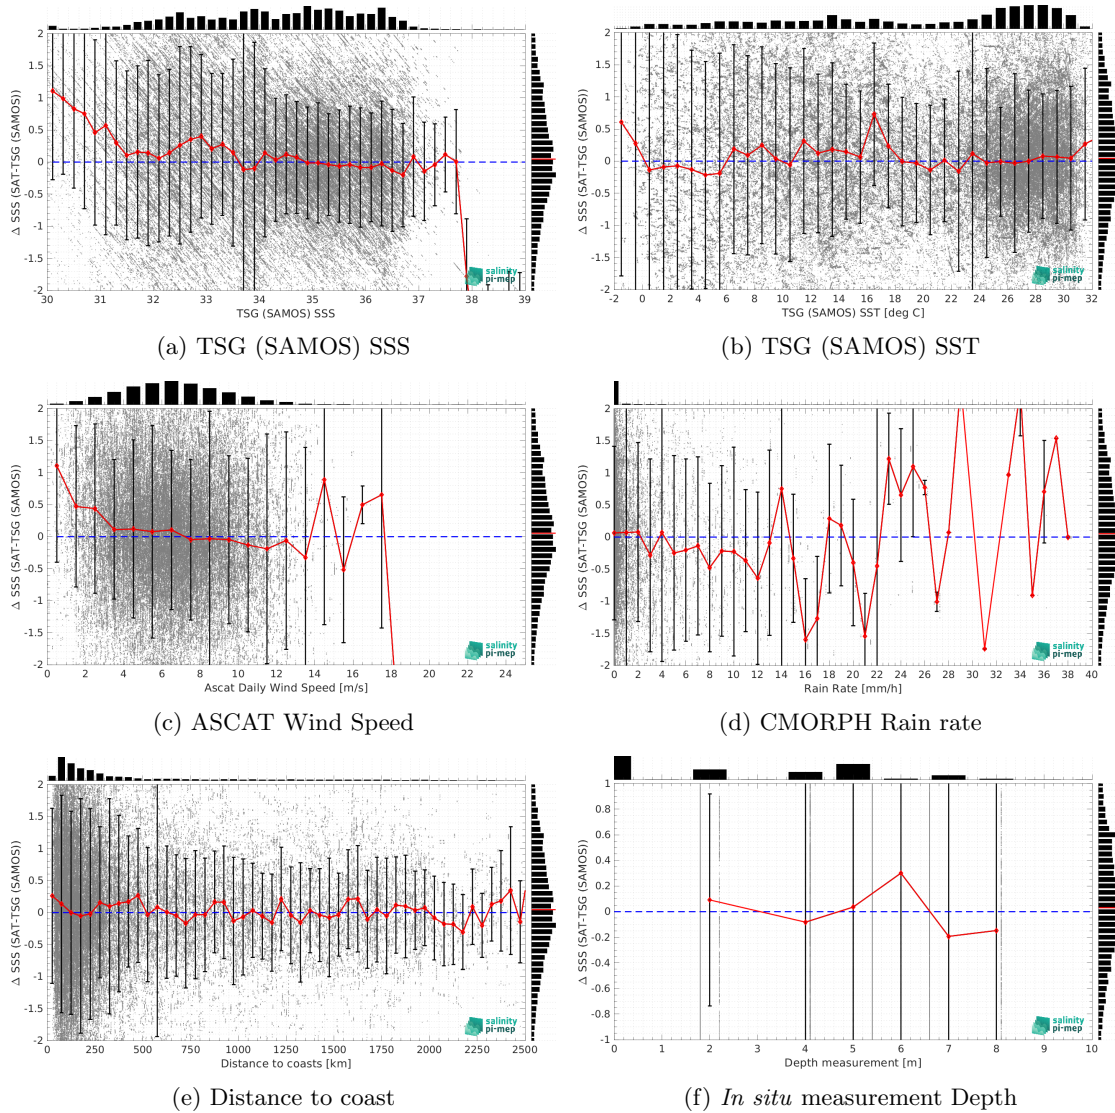 Δ SSS (SAT-TSG (SAMOS))
2
1.5
1
0.5
0
-0.5
-1
-1.5
-2
30 31 32 33 34 35 36 37 38 39
TSG (SAMOS) SSS
salinity
pi-mep
(a) TSG (SAMOS) SSS
Δ SSS (SAT-TSG (SAMOS))
2
1.5
1
0.5
0
-0.5
-1
-1.5
-2
-2 0 2 4 6 8 10 12 14 16 18 20 22 24 26 28 30 32
TSG (SAMOS) SST [deg C]
salinity
pi-mep
(b) TSG (SAMOS) SST
Δ SSS (SAT-TSG (SAMOS))
2
1.5
1
0.5
0
-0.5
-1
-1.5
-2
0 2 4 6 8 10 12 14 16 18 20 22 24
Ascat Daily Wind Speed [m/s]
salinity
pi-mep
(c) ASCAT Wind Speed
Δ SSS (SAT-TSG (SAMOS))
2
1.5
1
0.5
0
-0.5
-1
-1.5
-2
0 2 4 6 8 10 12 14 16 18 20 22 24 26 28 30 32 34 36 38 40
Rain Rate [mm/h]
salinity
pi-mep
(d) CMORPH Rain rate
Δ SSS (SAT-TSG (SAMOS))
2
1.5
1
0.5
0
-0.5
-1
-1.5
-2
0 250 500 750 1000 1250 1500 1750 2000 2250 2500
Distance to coasts [km]
salinity
pi-mep
(e) Distance to coast
Δ SSS (SAT-TSG (SAMOS))
1
0.8
0.6
0.4
0.2
0
-0.2
-0.4
-0.6
-0.8
-1
0 1 2 3 4 5 6 7 8 9 10
Depth measurement [m]
salinity
pi-mep
(f) In situ measurement Depth